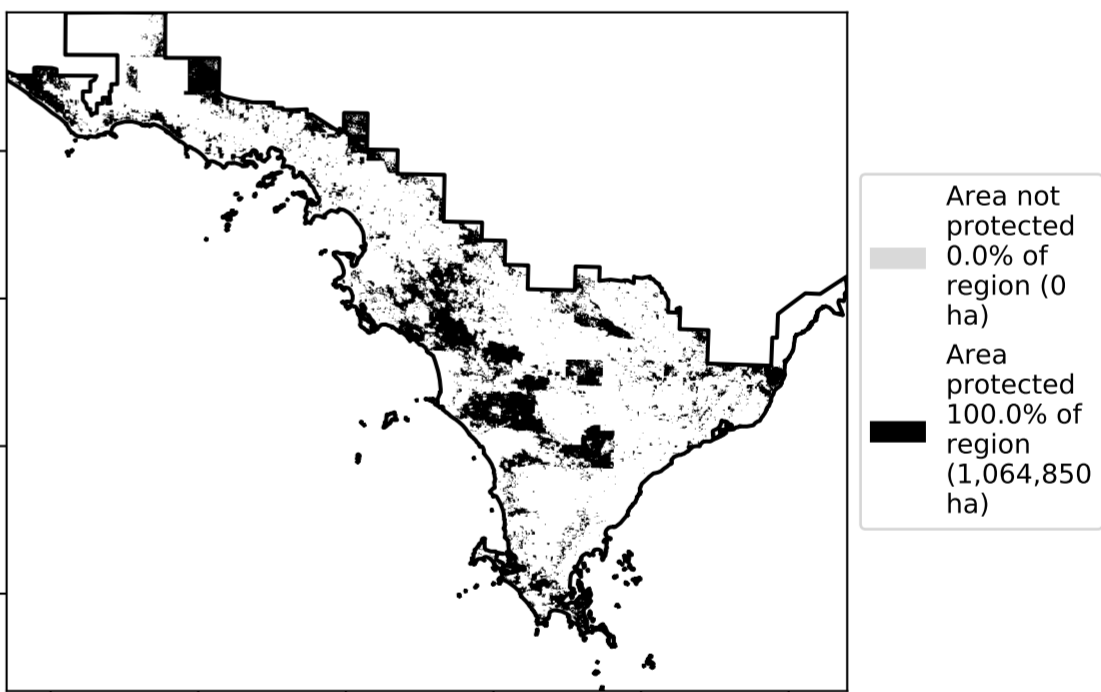 Area not
protected
0.0% of
region (0
ha)
Area
protected
100.0% of
region
(1,064,850
ha)